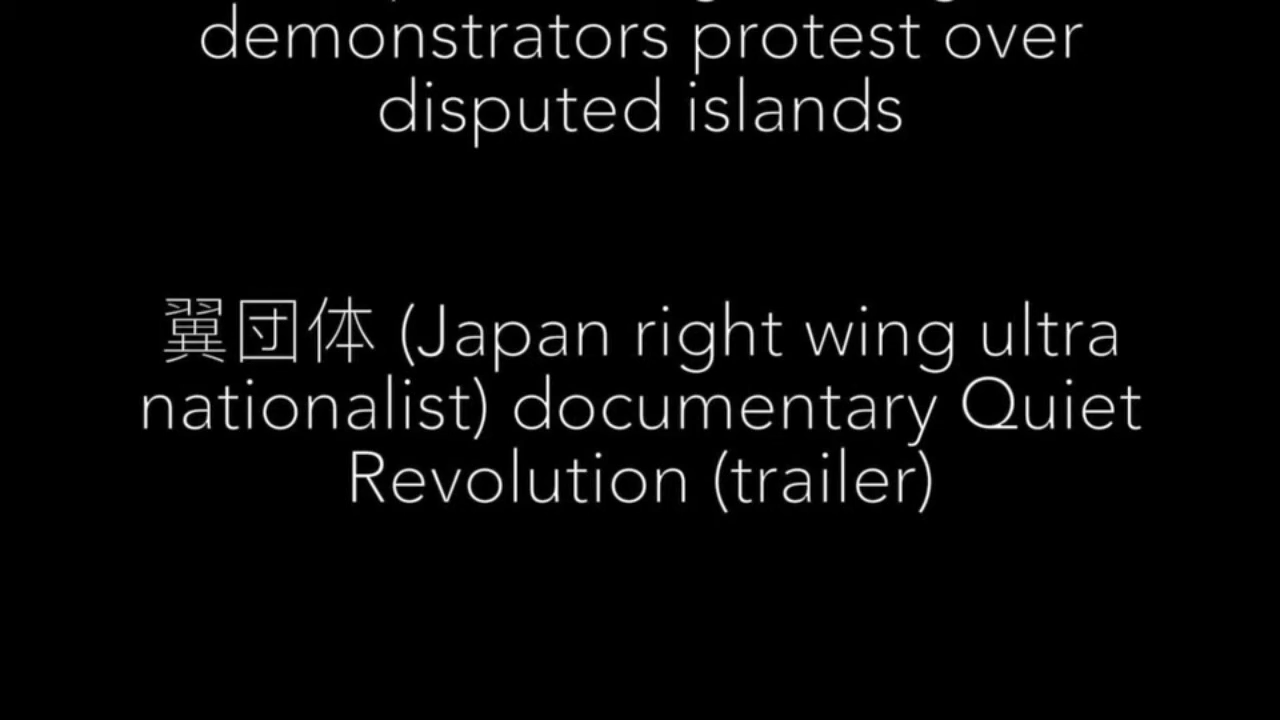 demonstrators protest over
disputed islands
翼団体 (Japan right wing ultra
nationalist) documentary Quiet
Revolution (trailer)